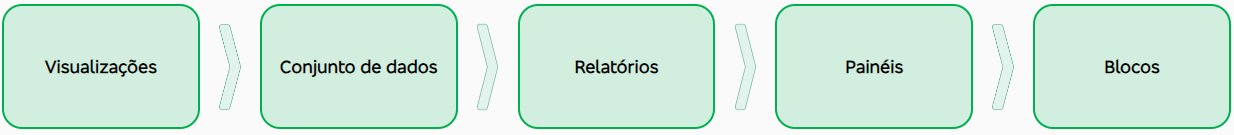 Visualizações
Conjunto de dados
Relatórios
Painéis
Blocos